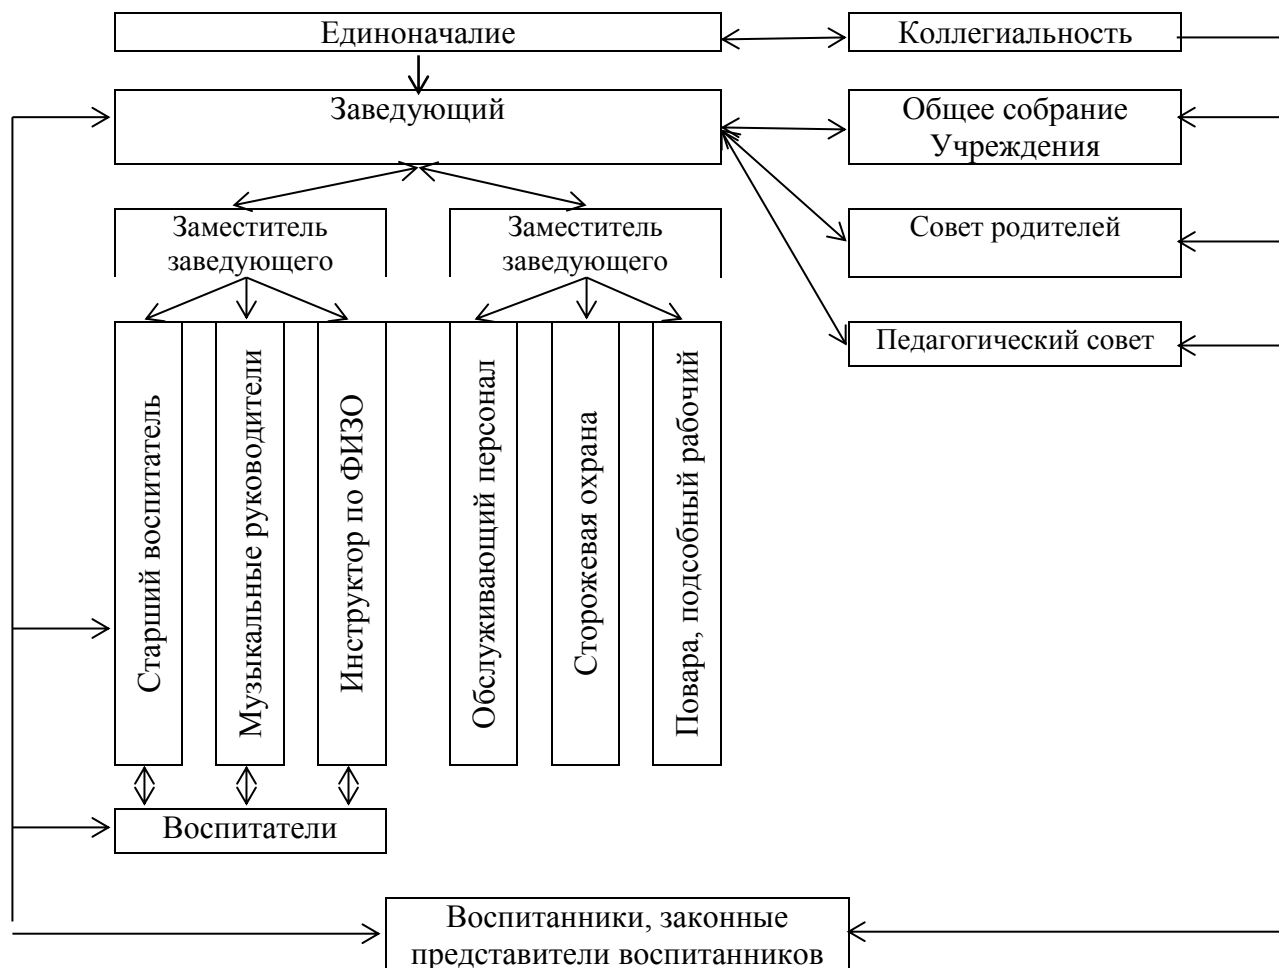 Единоначалие
Коллегиальность
Заведующий
Общее собрание
Учреждения
Заместитель
заведующего
Заместитель
заведующего
Совет родителей
Педагогический совет
Старший воспитатель
Музыкальные руководители
Инструктор по ФИЗО
Обслуживающий персонал
Сторожевая охрана
Повара, подсобный рабочий
Воспитатели
Воспитанники, законные
представители воспитанников